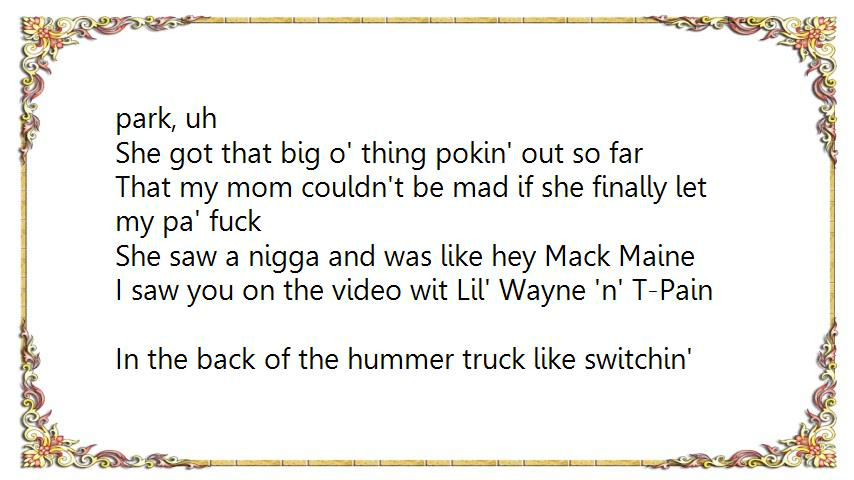 park, uh
She got that big o' thing pokin' out so far
That my mom couldn't be mad if she finally let
my pa' fuck
She saw a nigga and was like hey Mack Maine
I saw you on the video wit Lil' Wayne 'n' T-Pain
In the back of the hummer truck like switchin'